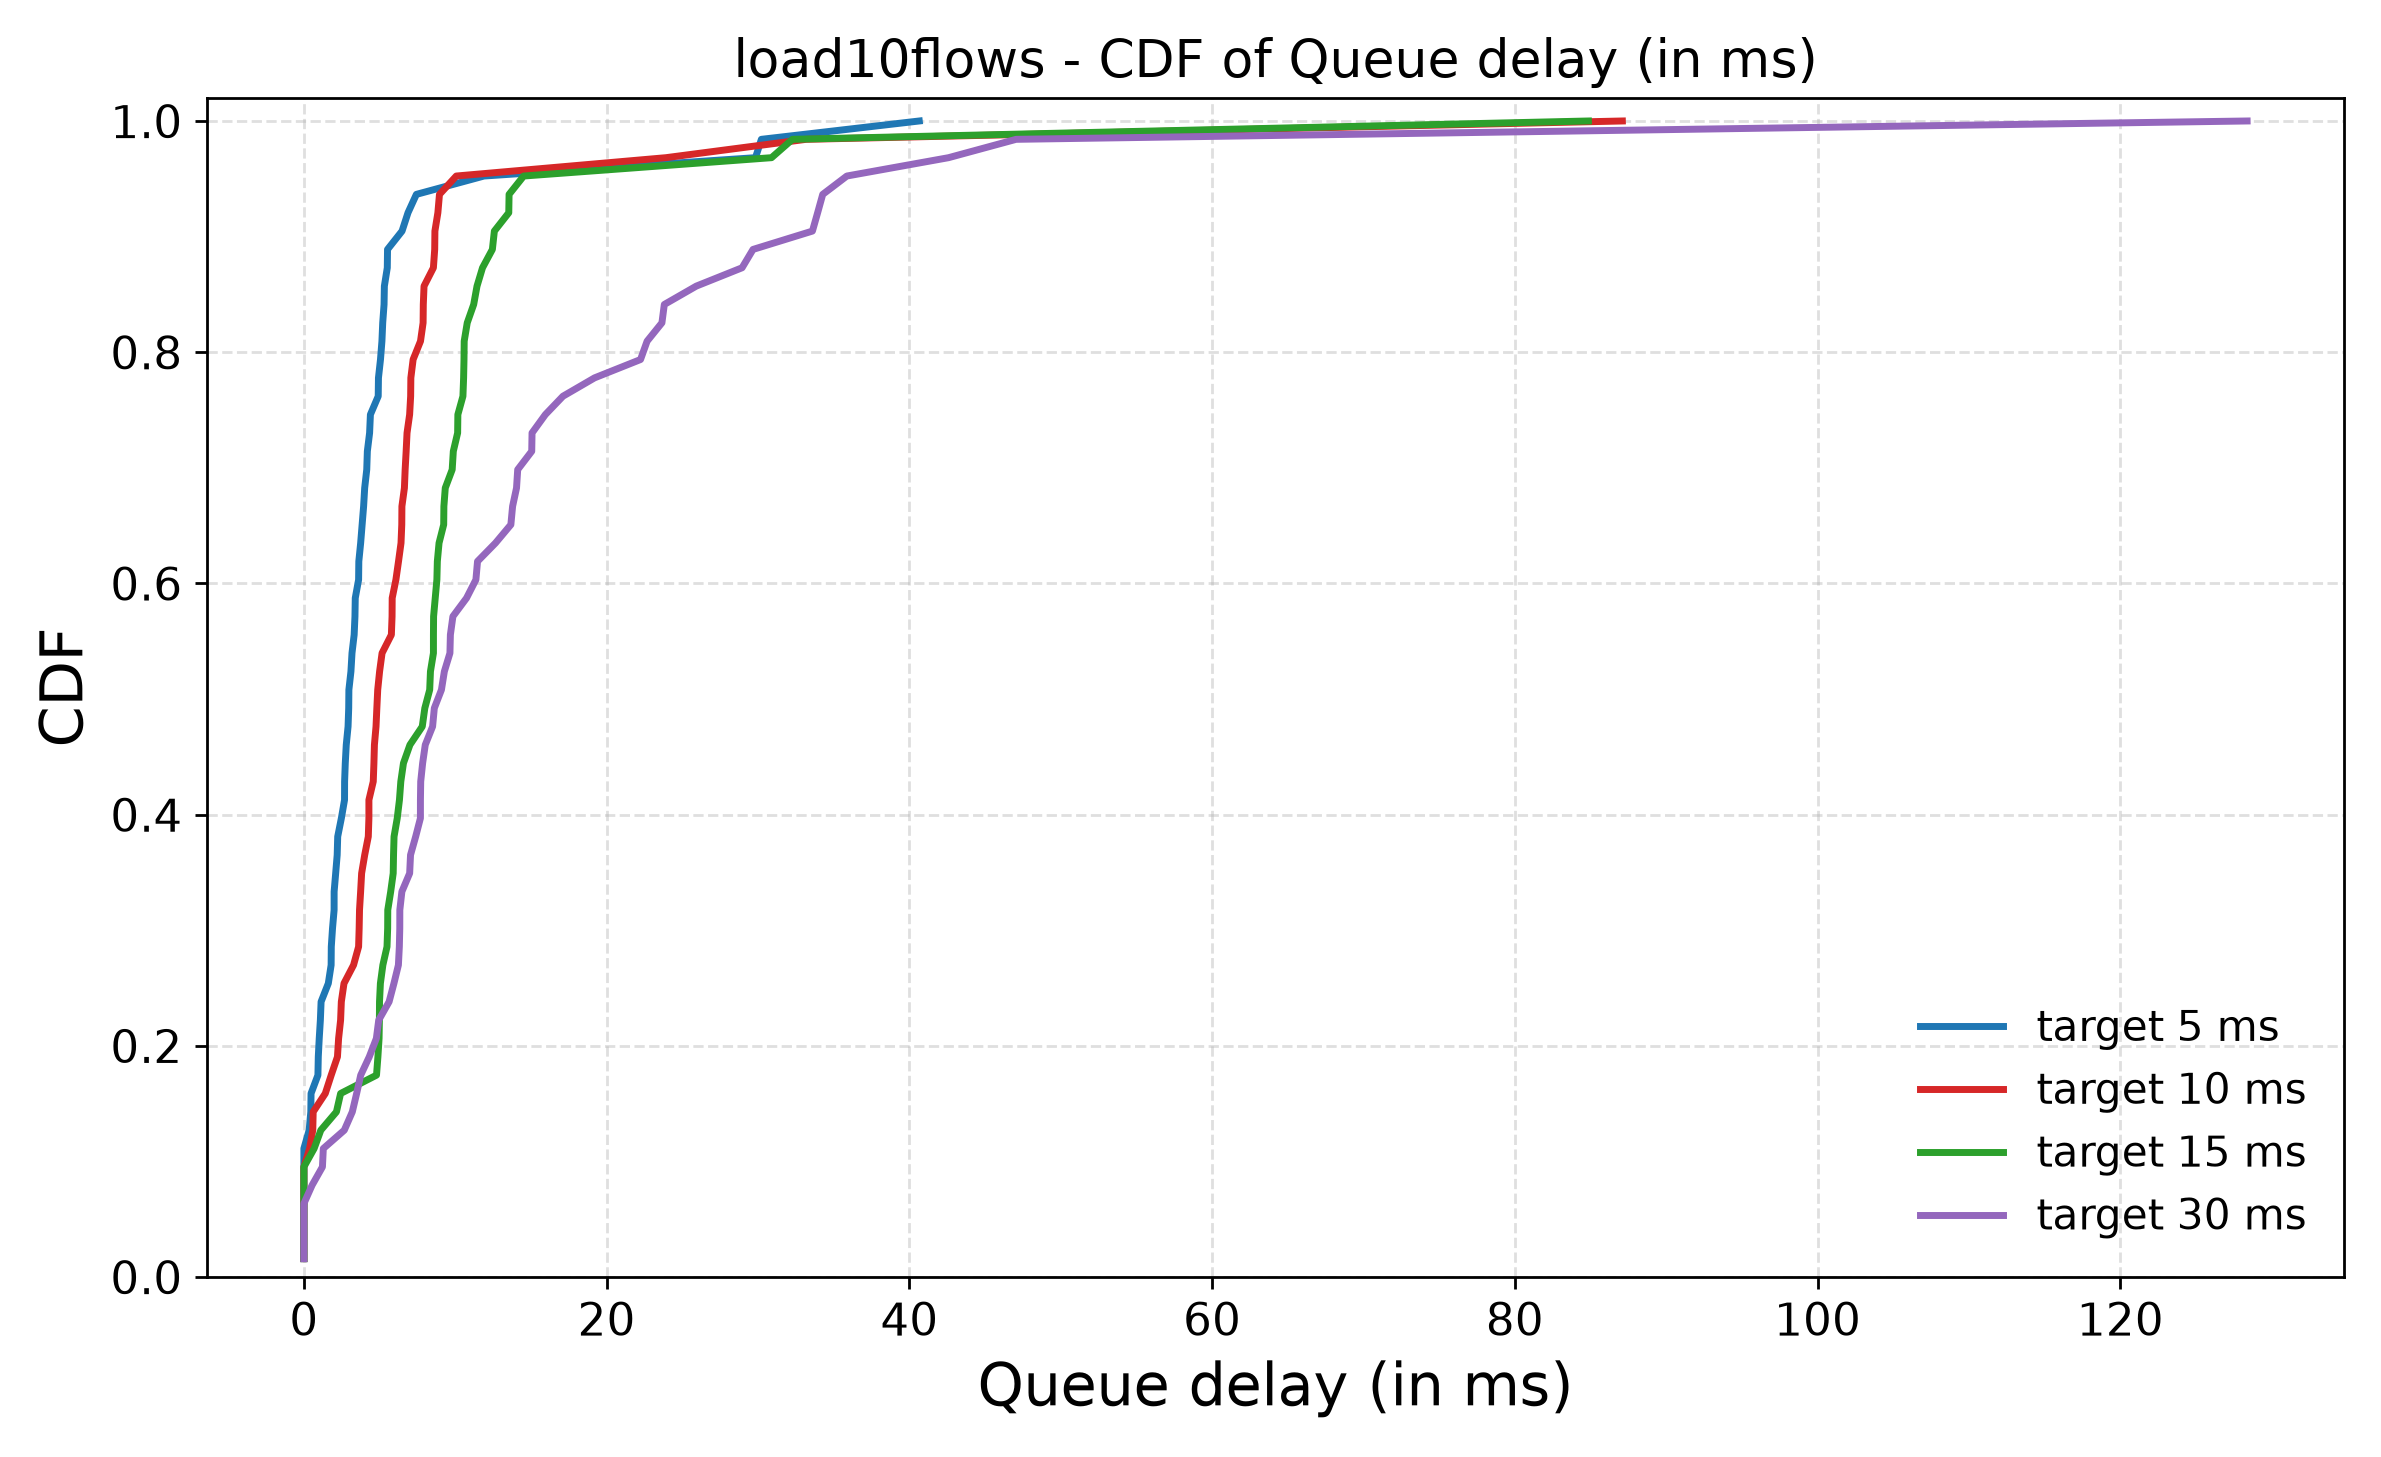 load10flows - CDF of Queue delay (in ms)
1.0
0.8
0.6
0.4
0.2
0.0
CDF
0 20 40 60 80 100 120
Queue delay (in ms)
target 5 ms
target 10 ms
target 15 ms
target 30 ms